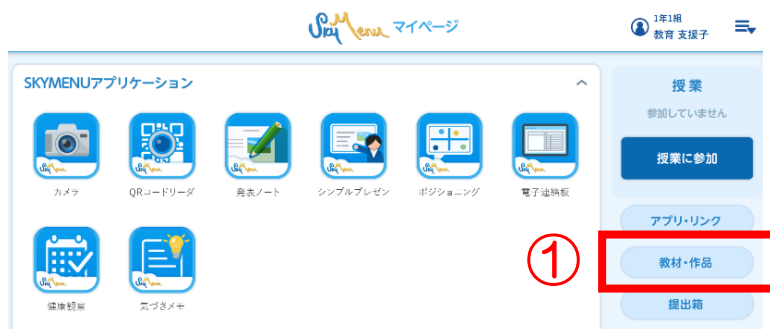 SkyMenu マイページ
1年1組
教育 支援子
SKYMENUアプリケーション
カメラ
QRコードリーダ
発表ノート
シンプルプレゼン
ポジショニング
電子連絡板
健康観察
気づきメモ
授業
参加していません
授業に参加
アプリ・リンク
①
教材・作品
提出箱